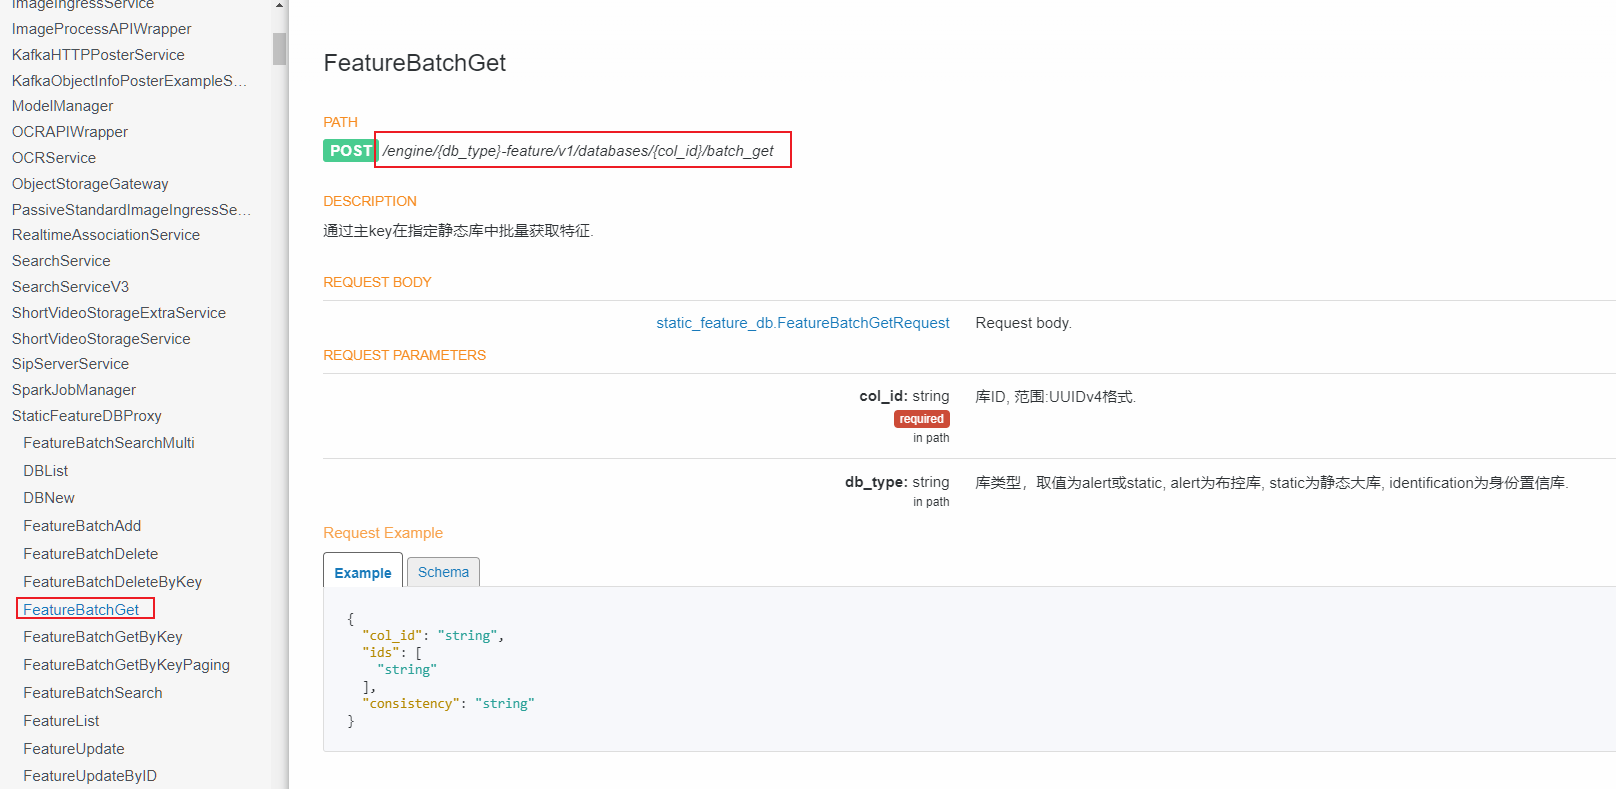 ImageIngressService
ImageProcessAPIWrapper
KafkaHTTPPosterService
KafkaObjectInfoPosterExampleS...
ModelManager
OCRAPIWrapper
OCRService
ObjectStorageGateway
PassiveStandardImageIngressSe...
RealtimeAssociationService
SearchService
SearchServiceV3
ShortVideoStorageExtraService
ShortVideoStorageService
SipServerService
SparkJobManager
StaticFeatureDBProxy
FeatureBatchSearchMulti
DBList
DBNew
FeatureBatchAdd
FeatureBatchDelete
FeatureBatchDeleteByKey
FeatureBatchGet
FeatureBatchGetByKey
FeatureBatchGetByKeyPaging
FeatureBatchSearch
FeatureList
FeatureUpdate
FeatureUpdateByID
FeatureBatchGet
PATH
POST /engine/{db_type}-feature/v1/databases/{col_id}/batch_get
DESCRIPTION
通过主key在指定静态库中批量获取特征.
REQUEST BODY
static_feature_db.FeatureBatchGetRequest Request body.
REQUEST PARAMETERS
col_id: string 库ID, 范围:UUIDv4格式.
required
in path
db_type: string 库类型，取值为alert或static, alert为布控库, static为静态大库, identification为身份置信库.
in path
Request Example
Example Schema
{
"col_id": "string",
"ids": [
"string"
],
"consistency": "string"
}